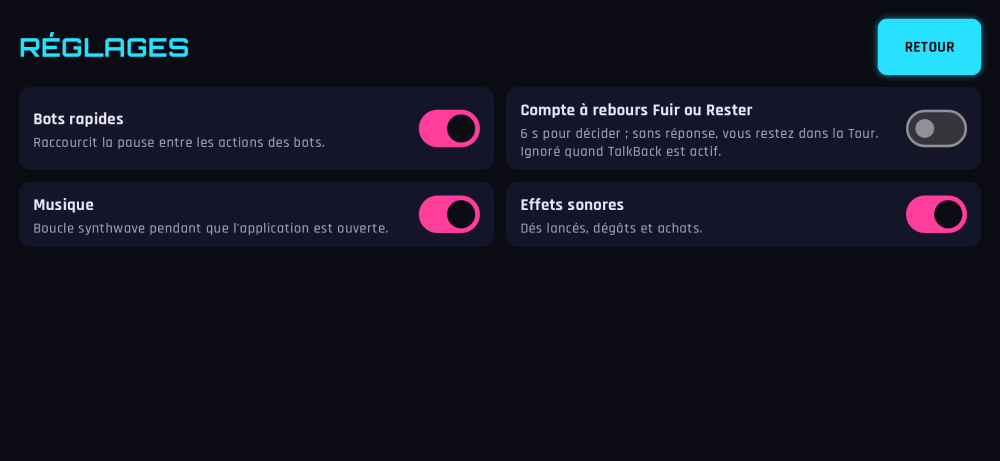 RÉGLAGES
RETOUR
Bots rapides
Raccourcit la pause entre les actions des bots.
Compte à rebours Fuir ou Rester
6 s pour décider ; sans réponse, vous restez dans la Tour.
Ignoré quand TalkBack est actif.
Musique
Boucle synthwave pendant que l'application est ouverte.
Effets sonores
Dés lancés, dégôts et achats.